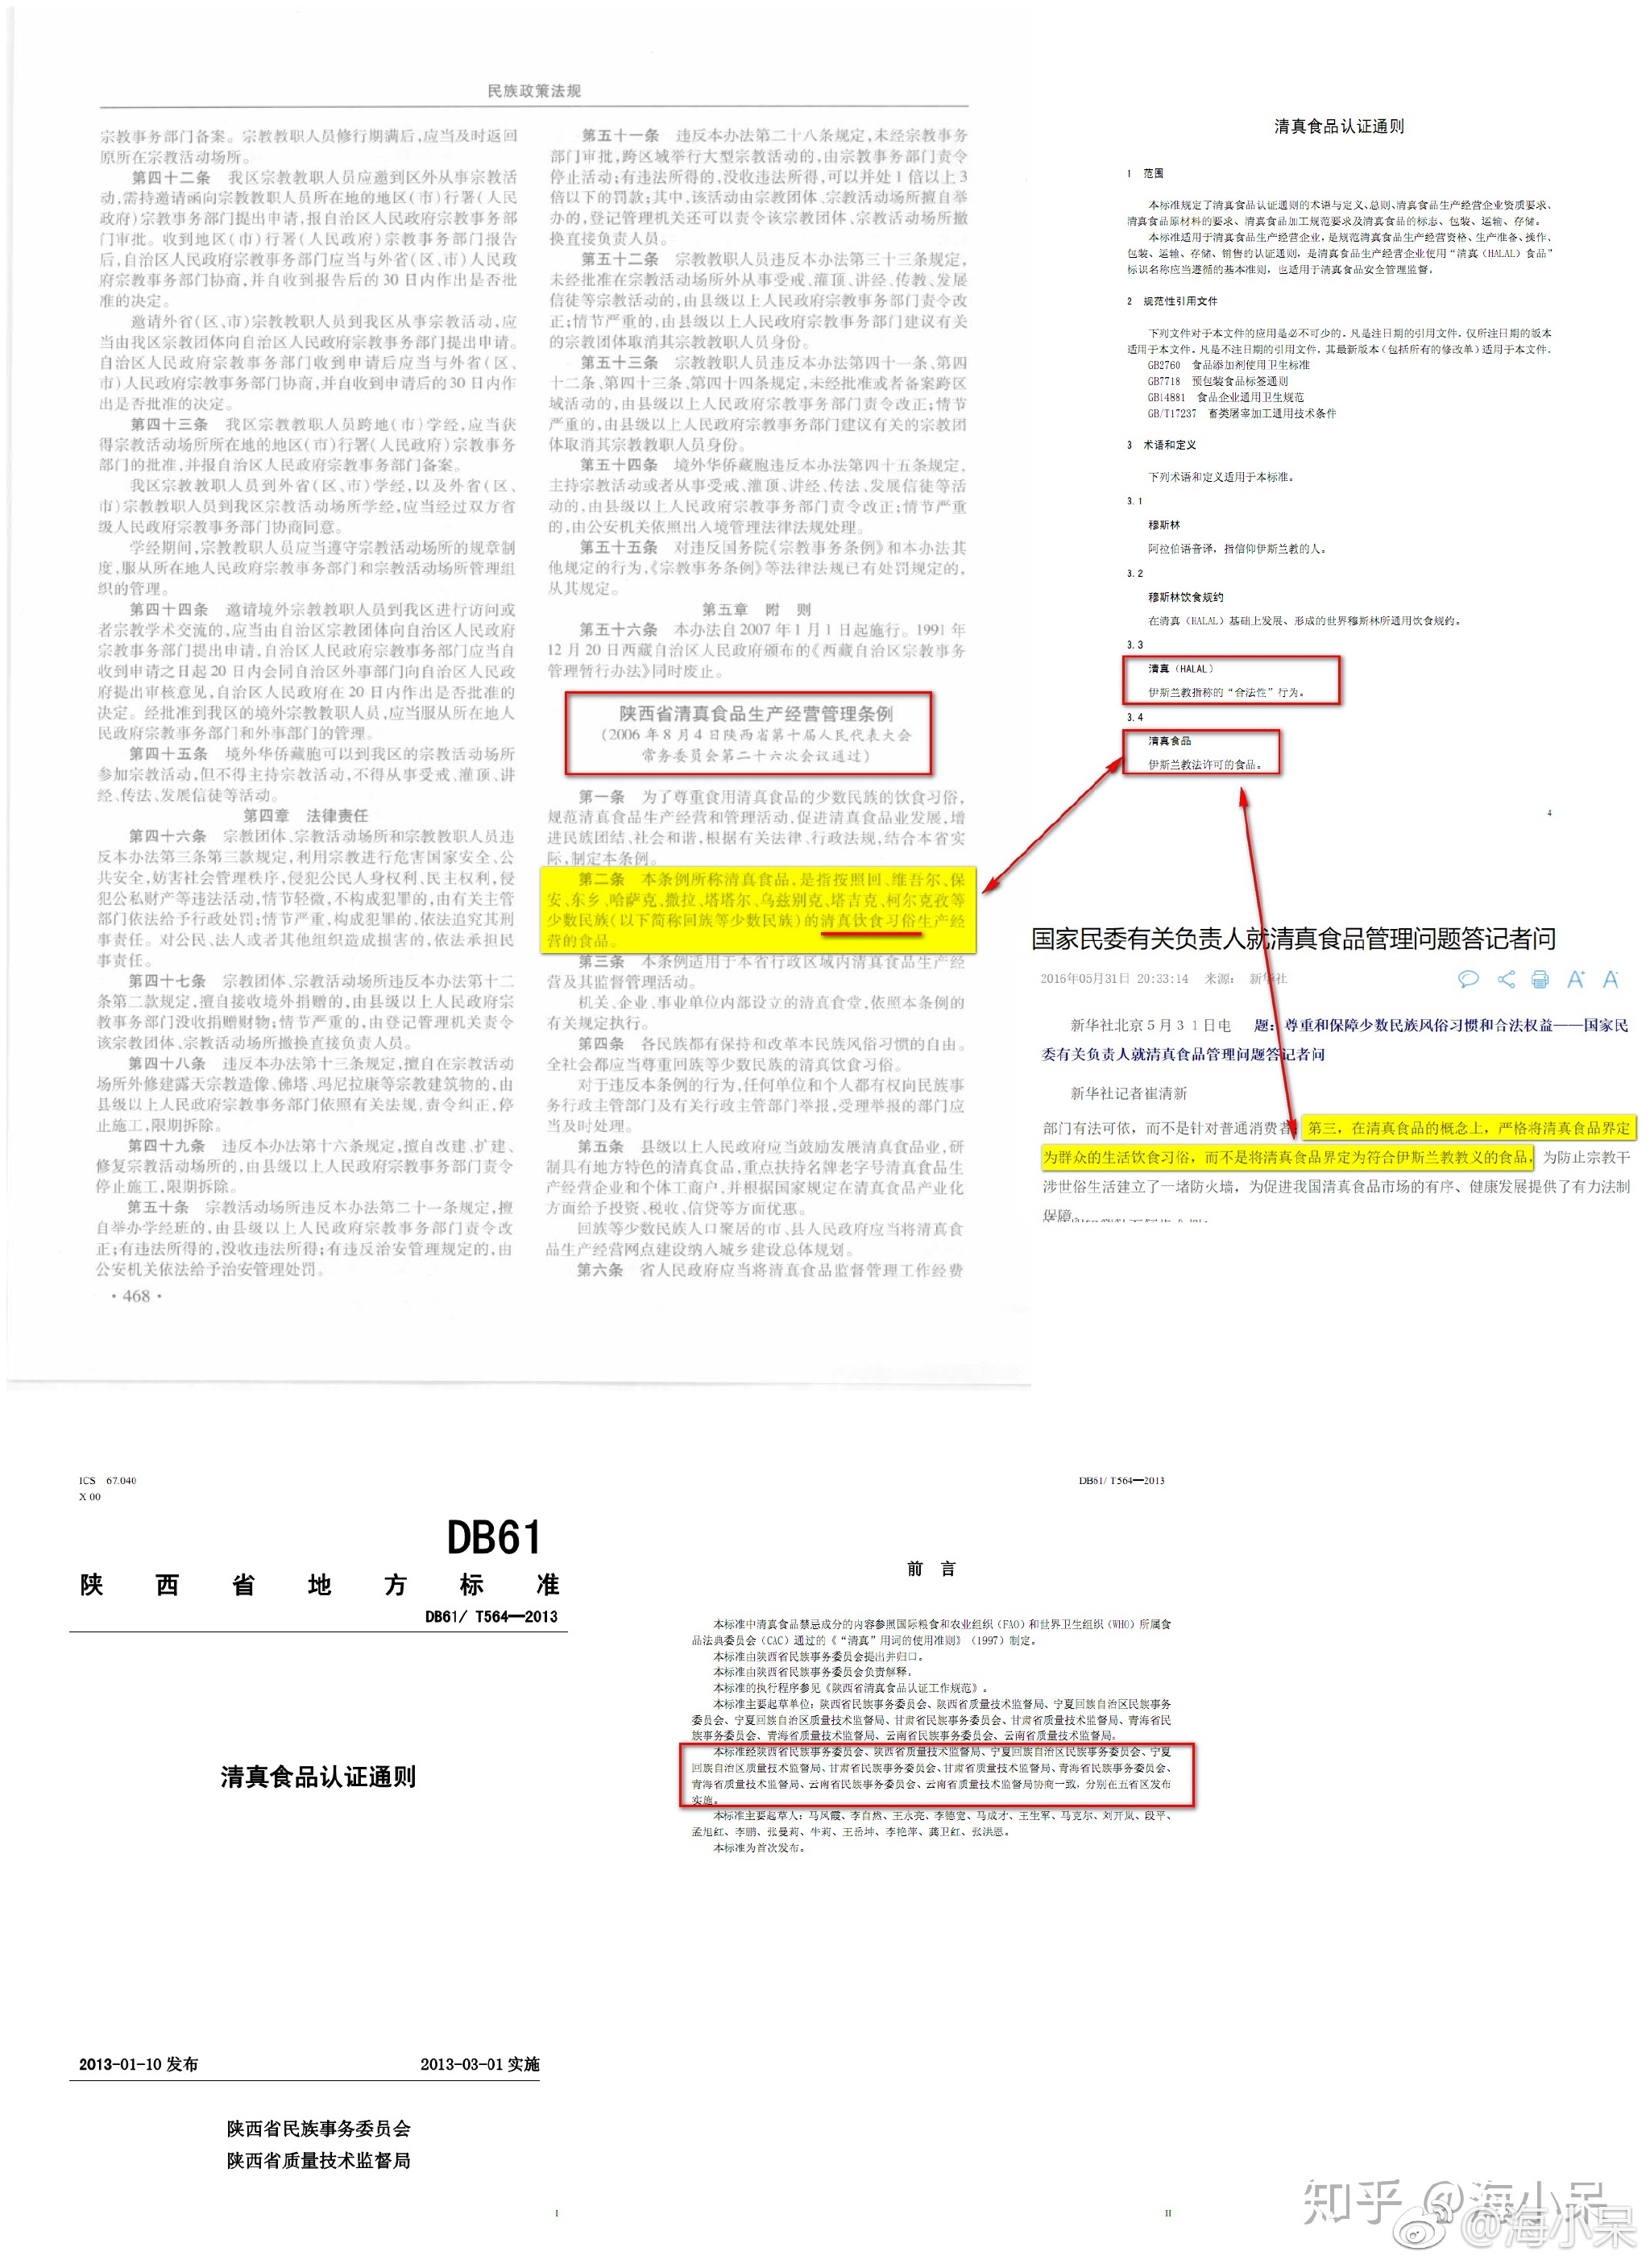 民族政策法规
宗教事务部门备案。宗教教职人员修行期满后,应当及时返回
原所在宗教活动场所。
第四十二条 我区宗教教职人员应邀到区外从事宗教活
动,需持邀请函向宗教教职人员所在地的地区(市)行署(人民
政府)宗教事务部门提出申请,报自治区人民政府宗教事务部
门审批。收到地区(市)行署(人民政府)宗教事务部门报告
后,自治区人民政府宗教事务部门应当与外省(区、市)人民政
府宗教事务部门协商,并自收到报告后的 30 日内作出是否批
准的决定。
邀请外省(区、市)宗教教职人员到我区从事宗教活动,应
当由我区宗教团体向自治区人民政府宗教事务部门提出申请。
自治区人民政府宗教事务部门收到申请后应当与外省(区、
市)人民政府宗教事务部门协商,并自收到申请后的 30 日内作
出是否批准的决定。
第四十三条 我区宗教教职人员跨地(市)学经,应当获
得宗教活动场所所在地的地区(市)行署(人民政府)宗教事务
部门的批准,并报自治区人民政府宗教事务部门备案。
我区宗教教职人员到外省(区、市)学经,以及外省(区、
市)宗教教职人员到我区宗教活动场所学经,应当经过双方省
级人民政府宗教事务部门协商同意。
学经期间,宗教教职人员应当遵守宗教活动场所的规章制
度,服从所在地人民政府宗教事务部门和宗教活动场所管理组
织的管理。
第四十四条 邀请境外宗教教职人员到我区进行访问或
者宗教学术交流的,应当由自治区宗教团体向自治区人民政府
宗教事务部门提出申请,自治区人民政府宗教事务部门应当自
收到申请之日起 20 日内会同自治区外事部门向自治区人民政
府提出审核意见,自治区人民政府在 20 日内作出是否批准的
决定。经批准到我区的境外宗教教职人员,应当服从所在地人
民政府宗教事务部门和外事部门的管理。
第四十五条 境外华侨藏胞可以到我区的宗教活动场所
参加宗教活动,但不得主持宗教活动,不得从事受戒、灌顶、讲
经、传法、发展信徒等活动。
第四章 法律责任
第四十六条 宗教团体、宗教活动场所和宗教教职人员违
反本办法第三条第三款规定,利用宗教进行危害国家安全、公
共安全,妨害社会管理秩序,侵犯公民人身权利、民主权利,侵
犯公私财产等违法活动,情节轻微,不构成犯罪的,由有关主管
部门依法给予行政处罚;情节严重,构成犯罪的,依法追究其刑
事责任。对公民、法人或者其他组织造成损害的,依法承担民
事责任。
第四十七条 宗教团体、宗教活动场所违反本办法第十二
条第二款规定,擅自接收境外捐赠的,由县级以上人民政府宗
教事务部门没收捐赠财物;情节严重的,由登记管理机关责令
该宗教团体、宗教活动场所撤换直接负责人员。
第四十八条 违反本办法第十三条规定,擅自在宗教活动
场所外修建露天宗教造像、佛塔、玛尼拉康等宗教建筑物的,由
县级以上人民政府宗教事务部门依照有关法规,责令纠正,停
止施工,限期拆除。
第四十九条 违反本办法第十六条规定,擅自改建、扩建、
修复宗教活动场所的,由县级以上人民政府宗教事务部门责令
停止施工,限期拆除。
第五十条 宗教活动场所违反本办法第二十一条规定,擅
自举办学经班的,由县级以上人民政府宗教事务部门责令改
正;有违法所得的,没收违法所得;有违反治安管理规定的,由
公安机关依法给予治安管理处罚。
· 468 ·
第五十一条 违反本办法第二十八条规定,未经宗教事务
部门审批,跨区域举行大型宗教活动的,由宗教事务部门责令
停止活动;有违法所得的,没收违法所得,可以并处 1 倍以上 3
倍以下的罚款;其中,该活动由宗教团体、宗教活动场所擅自举
办的,登记管理机关还可以责令该宗教团体、宗教活动场所撤
换直接负责人员。
第五十二条 宗教教职人员违反本办法第三十三条规定,
未经批准在宗教活动场所外从事受戒、灌顶、讲经、传教、发展
信徒等宗教活动的,由县级以上人民政府宗教事务部门责令改
正;情节严重的,由县级以上人民政府宗教事务部门建议有关
的宗教团体取消其宗教教职人员身份。
第五十三条 宗教教职人员违反本办法第四十一条、第四
十二条、第四十三条、第四十四条规定,未经批准或者备案跨区
域活动的,由县级以上人民政府宗教事务部门责令改正;情节
严重的,由县级以上人民政府宗教事务部门建议有关的宗教团
体取消其宗教教职人员身份。
第五十四条 境外华侨藏胞违反本办法第四十五条规定,
主持宗教活动或者从事受戒、灌顶、讲经、传法、发展信徒等活
动的,由县级以上人民政府宗教事务部门责令改正;情节严重
的,由公安机关依照出入境管理法律法规处理。
第五十五条 对违反国务院《宗教事务条例》和本办法其
他规定的行为,《宗教事务条例》等法律法规已有处罚规定的,
从其规定。
第五章 附 则
第五十六条 本办法自 2007 年 1 月 1 日起施行。1991 年
12 月 20 日西藏自治区人民政府颁布的《西藏自治区宗教事务
管理暂行办法》同时废止。
陕西省清真食品生产经营管理条例
(2006 年 8 月 4 日陕西省第十届人民代表大会
常务委员会第二十六次会议通过)
第一条 为了尊重食用清真食品的少数民族的饮食习俗,
规范清真食品生产经营和管理活动,促进清真食品业发展,增
进民族团结、社会和谐,根据有关法律、行政法规,结合本省实
际,制定本条例。
第二条 本条例所称清真食品,是指按照回、维吾尔、保
安、东乡、哈萨克、撒拉、塔塔尔、乌兹别克、塔吉克、柯尔克孜等
少数民族(以下简称回族等少数民族)的清真饮食习俗生产经
营的食品。
第三条 本条例适用于本省行政区域内清真食品生产经
营及其监督管理活动。
机关、企业、事业单位内部设立的清真食堂,依照本条例的
有关规定执行。
第四条 各民族都有保持和改革本民族风俗习惯的自由。
全社会都应当尊重回族等少数民族的清真饮食习俗。
对于违反本条例的行为,任何单位和个人都有权向民族事
务行政主管部门及有关行政主管部门举报,受理举报的部门应
当及时处理。
第五条 县级以上人民政府应当鼓励发展清真食品业,研
制具有地方特色的清真食品,重点扶持名牌老字号清真食品生
产经营企业和个体工商户,并根据国家规定在清真食品产业化
方面给予投资、税收、信贷等方面优惠。
回族等少数民族人口聚居的市、县人民政府应当将清真食
品生产经营网点建设纳入城乡建设总体规划。
第六条 省人民政府应当将清真食品监督管理工作经费
清真食品认证通则
1 范围
本标准规定了清真食品认证通则的术语与定义、总则、清真食品生产经营企业资质要求、
清真食品原材料的要求、清真食品加工规范要求及清真食品的标志、包装、运输、存储。
本标准适用于清真食品生产经营企业,是规范清真食品生产经营资格、生产准备、操作、
包装、运输、存储、销售的认证通则,是清真食品生产经营企业使用“清真(HALAL)食品”
标识名称应当遵循的基本准则,也适用于清真食品安全管理监督。
2 规范性引用文件
下列文件对于本文件的应用是必不可少的。凡是注日期的引用文件,仅所注日期的版本
适用于本文件。凡是不注日期的引用文件,其最新版本(包括所有的修改单)适用于本文件。
GB2760 食品添加剂使用卫生标准
GB7718 预包装食品标签通则
GB14881 食品企业通用卫生规范
GB/T17237 畜类屠宰加工通用技术条件
3 术语和定义
下列术语和定义适用于本标准。
3.1
穆斯林
阿拉伯语音译,指信仰伊斯兰教的人。
3.2
穆斯林饮食规约
在清真(HALAL)基础上发展、形成的世界穆斯林所通用饮食规约。
3.3
清真(HALAL)
伊斯兰教指称的“合法性”行为。
3.4
清真食品
伊斯兰教法许可的食品。
4
国家民委有关负责人就清真食品管理问题答记者问
2016年05月31日 20:33:14 来源: 新华社
新华社北京5月31日电 题:尊重和保障少数民族风俗习惯和合法权益——国家民
委有关负责人就清真食品管理问题答记者问
新华社记者崔清新
部门有法可依,而不是针对普通消费者。第三,在清真食品的概念上,严格将清真食品界定
为群众的生活饮食习俗,而不是将清真食品界定为符合伊斯兰教教义的食品,为防止宗教干
涉世俗生活建立了一堵防火墙,为促进我国清真食品市场的有序、健康发展提供了有力法制
保障。
ICS 67.040
X 00
DB61
陕西省地方标准
DB61/ T564—2013
清真食品认证通则
2013-01-10 发布 2013-03-01 实施
陕西省民族事务委员会
陕西省质量技术监督局
I
DB61/ T564—2013
前 言
本标准中清真食品禁忌成分的内容参照国际粮食和农业组织(FAO)和世界卫生组织(WHO)所属食
品法典委员会(CAC)通过的《“清真”用词的使用准则》(1997)制定。
本标准由陕西省民族事务委员会提出并归口。
本标准由陕西省民族事务委员会负责解释。
本标准的执行程序参见《陕西省清真食品认证工作规范》。
本标准主要起草单位:陕西省民族事务委员会、陕西省质量技术监督局、宁夏回族自治区民族事务
委员会、宁夏回族自治区质量技术监督局、甘肃省民族事务委员会、甘肃省质量技术监督局、青海省民
族事务委员会、青海省质量技术监督局、云南省民族事务委员会、云南省质量技术监督局。
本标准经陕西省民族事务委员会、陕西省质量技术监督局、宁夏回族自治区民族事务委员会、宁夏
回族自治区质量技术监督局、甘肃省民族事务委员会、甘肃省质量技术监督局、青海省民族事务委员会、
青海省质量技术监督局、云南省民族事务委员会、云南省质量技术监督局协商一致,分别在五省区发布
实施。
本标准主要起草人:马凤霞、李自然、王永亮、李德宽、马成才、王生军、马克尔、刘开凤、段平、
孟旭红、李鹏、张曼莉、牛莉、王岳坤、李艳萍、龚卫红、张洪恩。
本标准为首次发布。
II
知乎 @海小呆
@海小呆